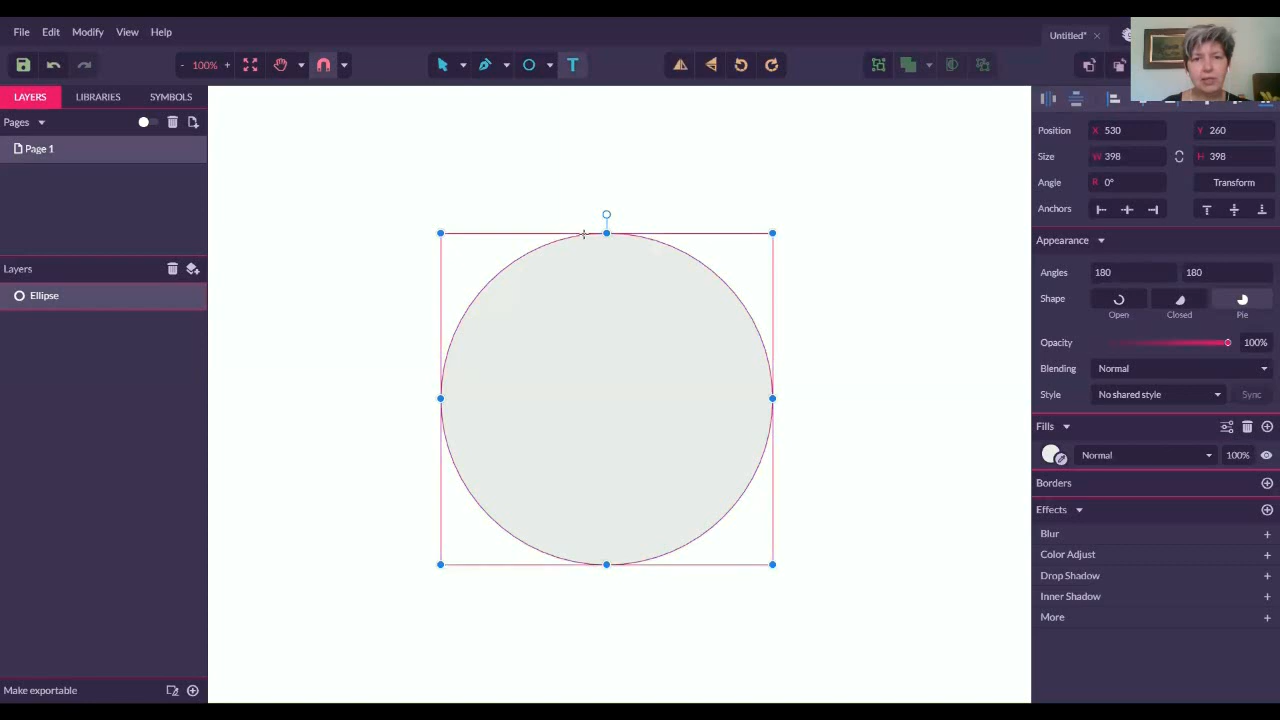 File Edit Modify View Help
Untitled* ×
- 100% +
T
LAYERS LIBRARIES SYMBOLS
Pages
Page 1
Layers
Ellipse
Make exportable
Position X 530 Y 260
Size W 398 H 398
Angle R 0° Transform
Anchors
Appearance
Angles 180 180
Shape
Open Closed Pie
Opacity 100%
Blending Normal
Style No shared style Sync
Fills
Normal 100%
Borders
Effects
Blur +
Color Adjust +
Drop Shadow +
Inner Shadow +
More +